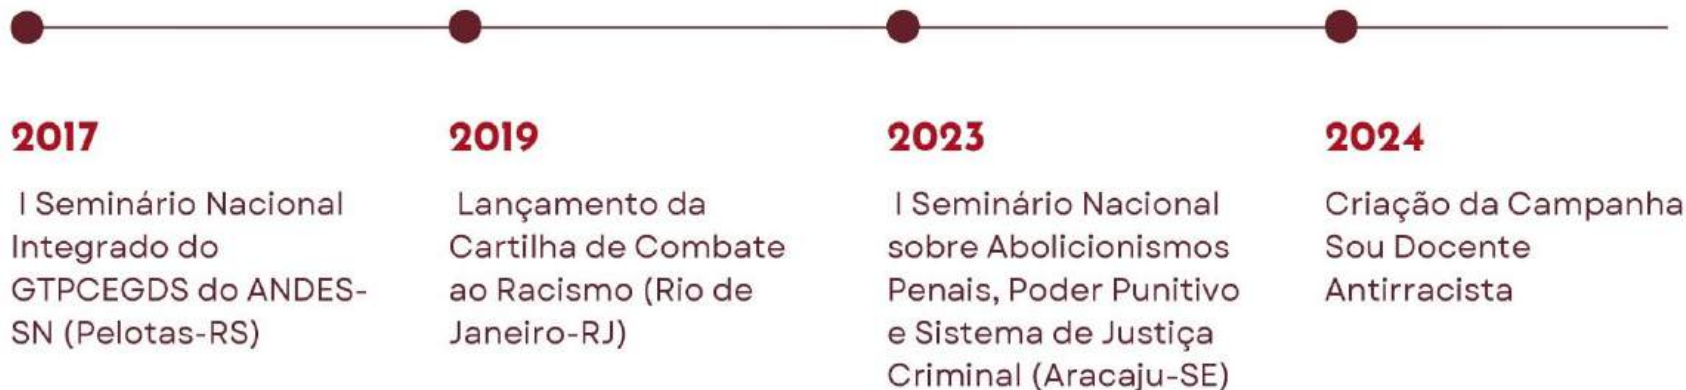 2017
I Seminário Nacional
Integrado do
GTPCEGDS do ANDES-
SN (Pelotas-RS)
2019
Lançamento da
Cartilha de Combate
ao Racismo (Rio de
Janeiro-RJ)
2023
I Seminário Nacional
sobre Abolicionismos
Penais, Poder Punitivo
e Sistema de Justiça
Criminal (Aracaju-SE)
2024
Criação da Campanha
Sou Docente
Antirracista